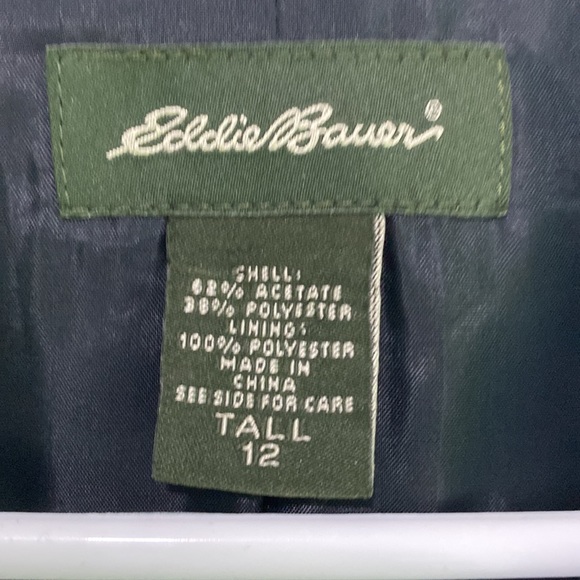 Eddie Bauer®
SHELL:
62% ACETATE
38% POLYESTER
LINING:
100% POLYESTER
MADE IN
CHINA
SEE SIDE FOR CARE
TALL
12